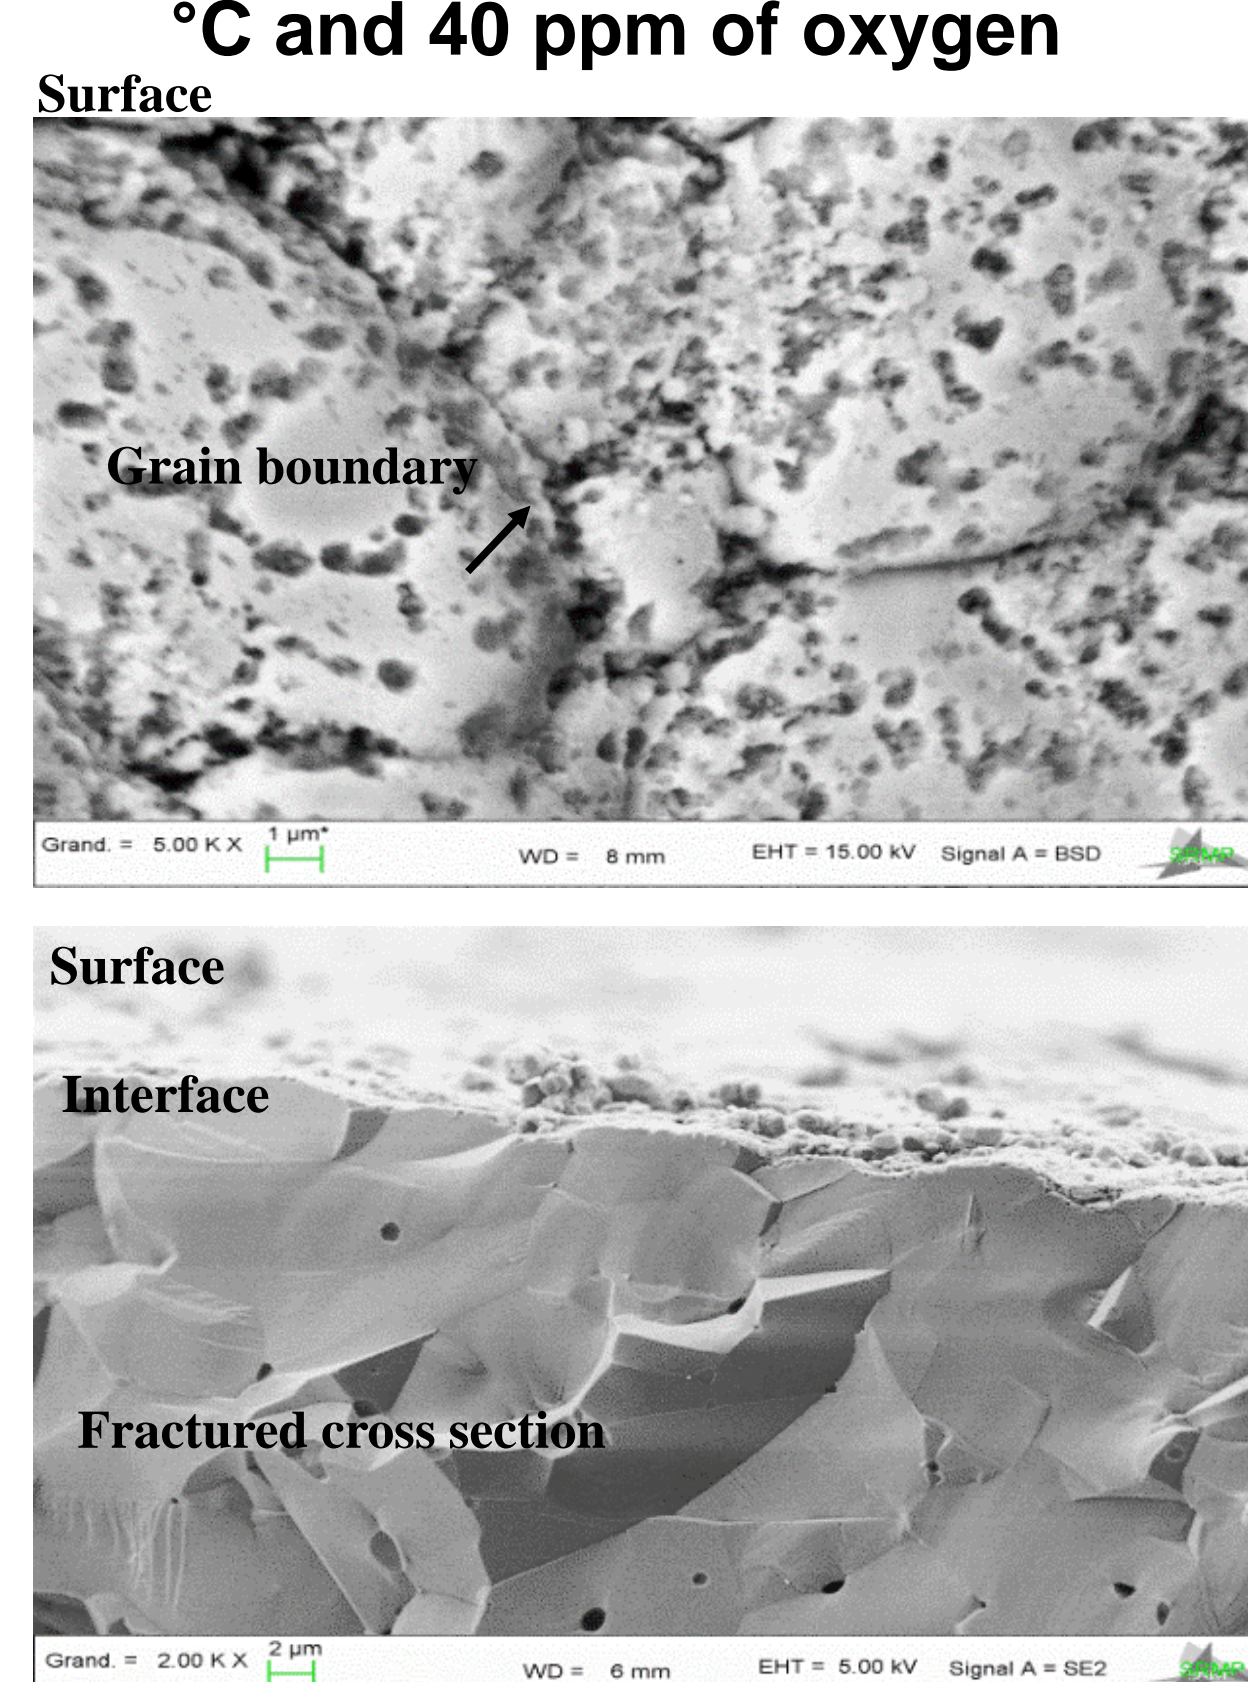 °C and 40 ppm of oxygen
Surface
Grain boundary
Grand. = 5.00 K X 1 µm* WD = 8 mm EHT = 15.00 kV Signal A = BSD SRMP
Surface
Interface
Fractured cross section
Grand. = 2.00 K X 2 µm WD = 6 mm EHT = 5.00 kV Signal A = SE2 SRMP